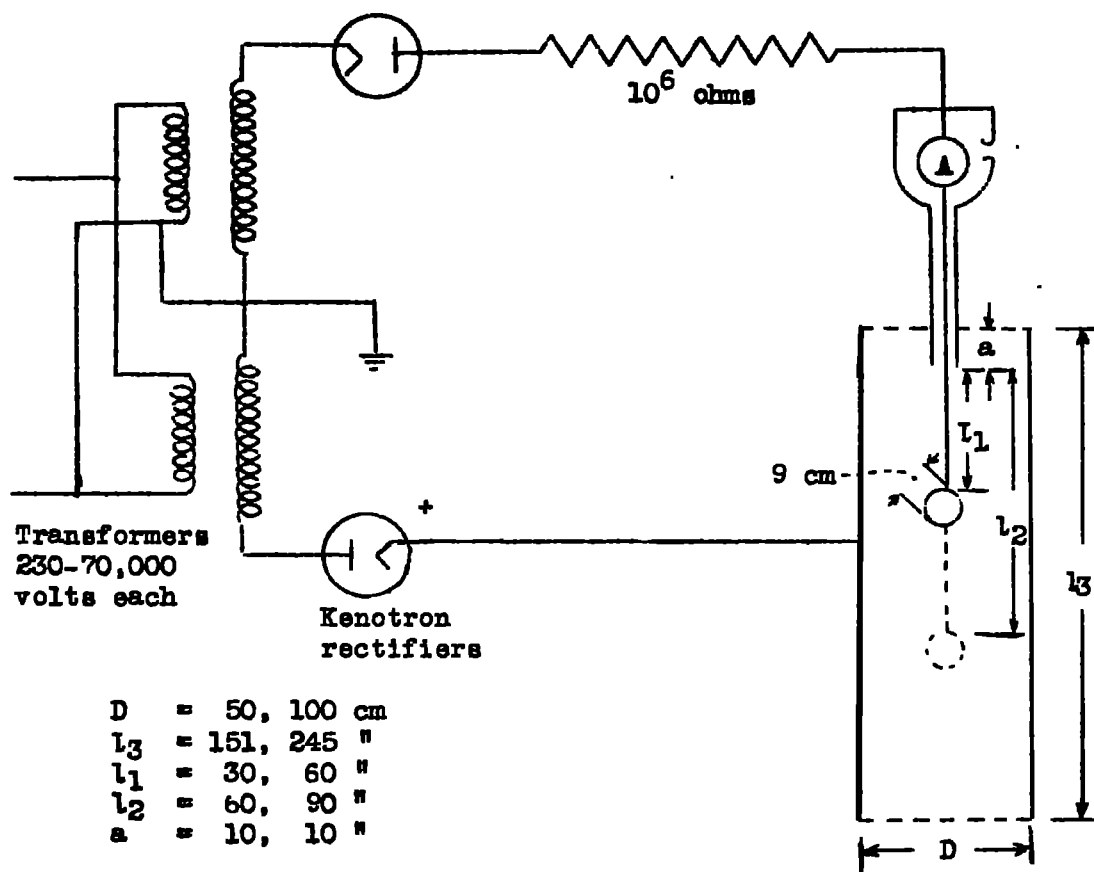 10⁶ ohms
A
a
l1
9 cm
l2
+
l3
Transformers
230-70,000
volts each
Kenotron
rectifiers
D = 50, 100 cm
l3 = 151, 245 "
l1 = 30, 60 "
l2 = 60, 90 "
a = 10, 10 "
D